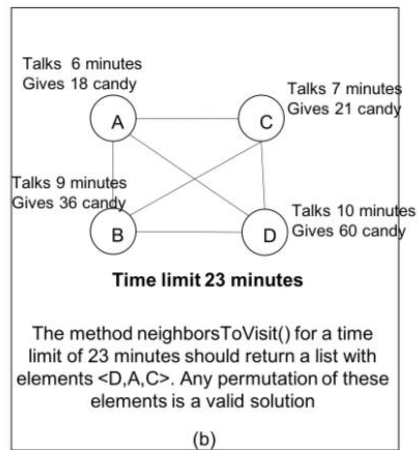 Talks 6 minutes
Gives 18 candy
Talks 7 minutes
Gives 21 candy
A
C
Talks 9 minutes
Gives 36 candy
Talks 10 minutes
Gives 60 candy
B
D
Time limit 23 minutes
The method neighborsToVisit() for a time
limit of 23 minutes should return a list with
elements <D,A,C>. Any permutation of these
elements is a valid solution
(b)